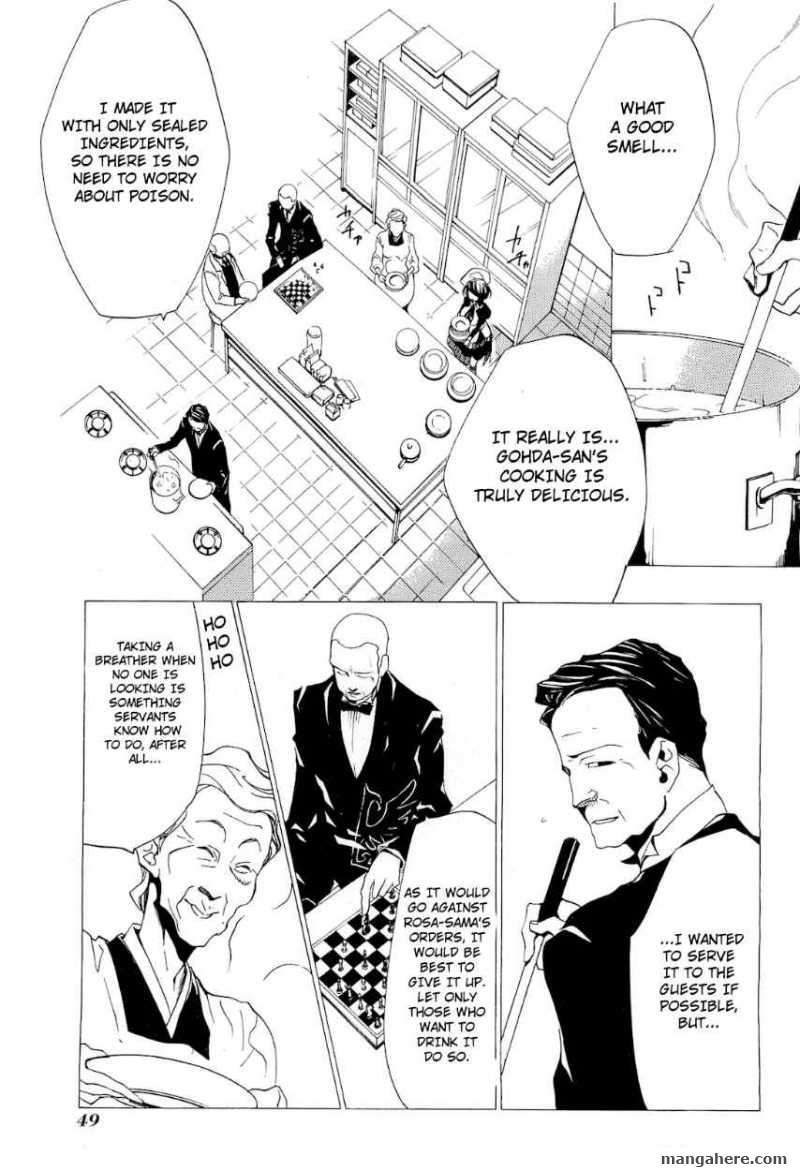 WHAT
A GOOD
SMELL...
ド
ド
I MADE IT
WITH ONLY SEALED
INGREDIENTS,
SO THERE IS NO
NEED TO WORRY
ABOUT POISON.
IT REALLY IS...
GOHDA-SAN'S
COOKING IS
TRULY DELICIOUS.
...I WANTED
TO SERVE
IT TO THE
GUESTS IF
POSSIBLE,
BUT...
AS IT WOULD
GO AGAINST
ROSA-SAMA'S
ORDERS, IT
WOULD BE
BEST TO
GIVE IT UP.
LET ONLY
THOSE WHO
WANT TO
DRINK IT
DO SO.
HO
HO
HO
TAKING A
BREATHER WHEN
NO ONE IS
LOOKING IS
SOMETHING
SERVANTS
KNOW HOW
TO DO, AFTER
ALL...
49
mangahere.com